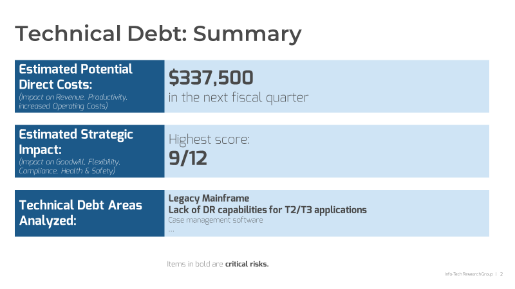 Technical Debt: Summary
Estimated Potential
Direct Costs:
(Impact on Revenue, Productivity,
Increased Operating Costs)
$337,500
in the next fiscal quarter
Estimated Strategic
Impact:
(Impact on Goodwill, Flexibility,
Compliance, Health & Safety)
Highest score:
9/12
Technical Debt Areas
Analyzed:
Legacy Mainframe
Lack of DR capabilities for T2/T3 applications
Case management software
...
Items in bold are critical risks.
Info-Tech Research Group | 2